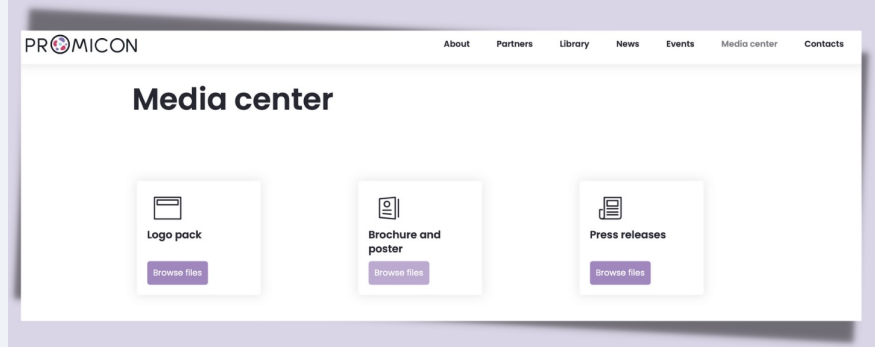 PROMICON
About Partners Library News Events Media center Contacts
Media center
Logo pack
Browse files
Brochure and
poster
Browse files
Press releases
Browse files